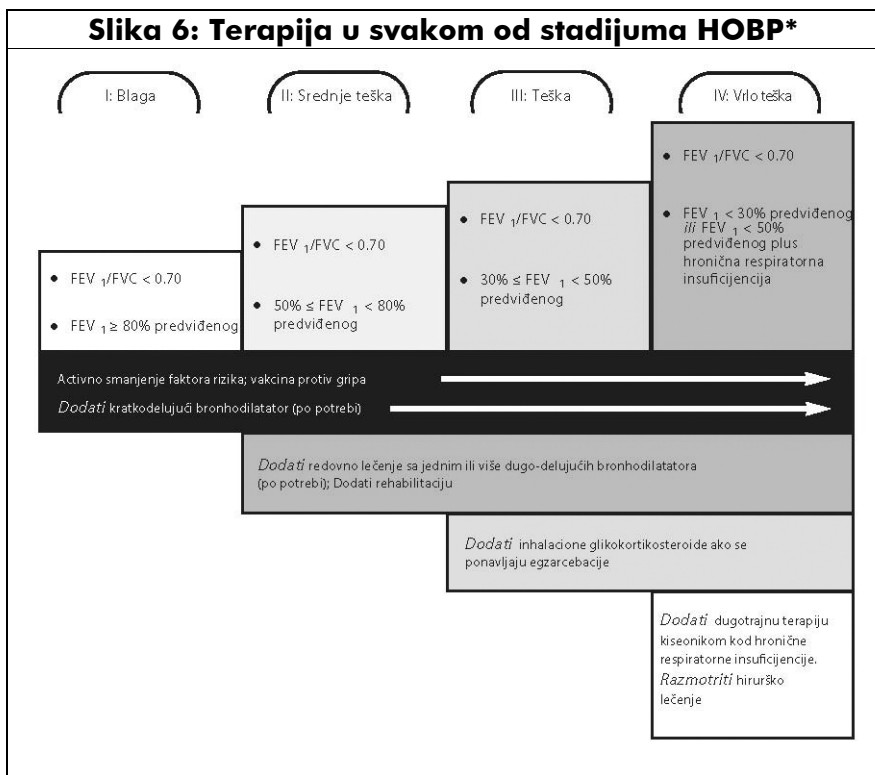 Slika 6: Terapija u svakom od stadijuma HOBP*
I: Blaga
II: Srednje teška
III: Teška
IV: Vrlo teška
• FEV 1/FVC < 0.70
• FEV 1 ≥ 80% predviđenog
• FEV 1/FVC < 0.70
• 50% ≤ FEV 1 < 80%
predviđenog
• FEV 1/FVC < 0.70
• 30% ≤ FEV 1 < 50%
predviđenog
• FEV 1/FVC < 0.70
• FEV 1 < 30% predviđenog
ili FEV 1 < 50%
predviđenog plus
hronična respiratorna
insuficijencija
Activno smanjenje faktora rizika; vakcina protiv gripa
Dodati kratkodelujući bronhodilatator (po potrebi)
Dodati redovno lečenje sa jednim ili više dugo-delujućih bronhodilatatora
(po potrebi); Dodati rehabilitaciju
Dodati inhalacione glikokortikosteroide ako se
ponavljaju egzarcebacije
Dodati dugotrajnu terapiju
kiseonikom kod hronične
respiratorne insuficijencije.
Razmotriti hirurško
lečenje